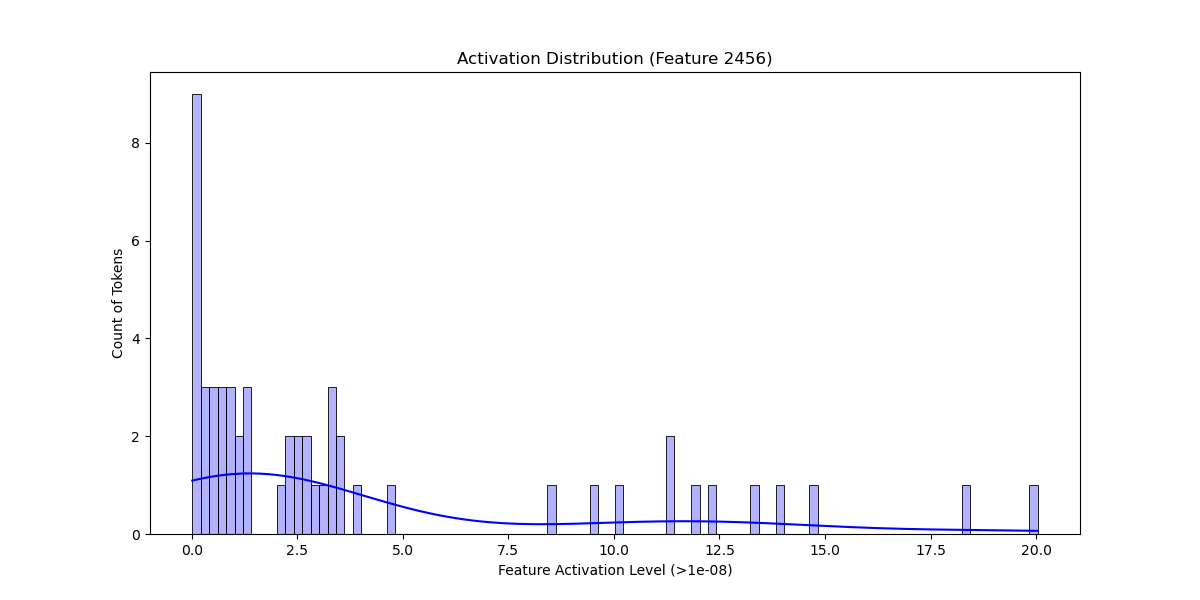 Activation Distribution (Feature 2456)
8
6
4
2
0
Count of Tokens
0.0 2.5 5.0 7.5 10.0 12.5 15.0 17.5 20.0
Feature Activation Level (>1e-08)